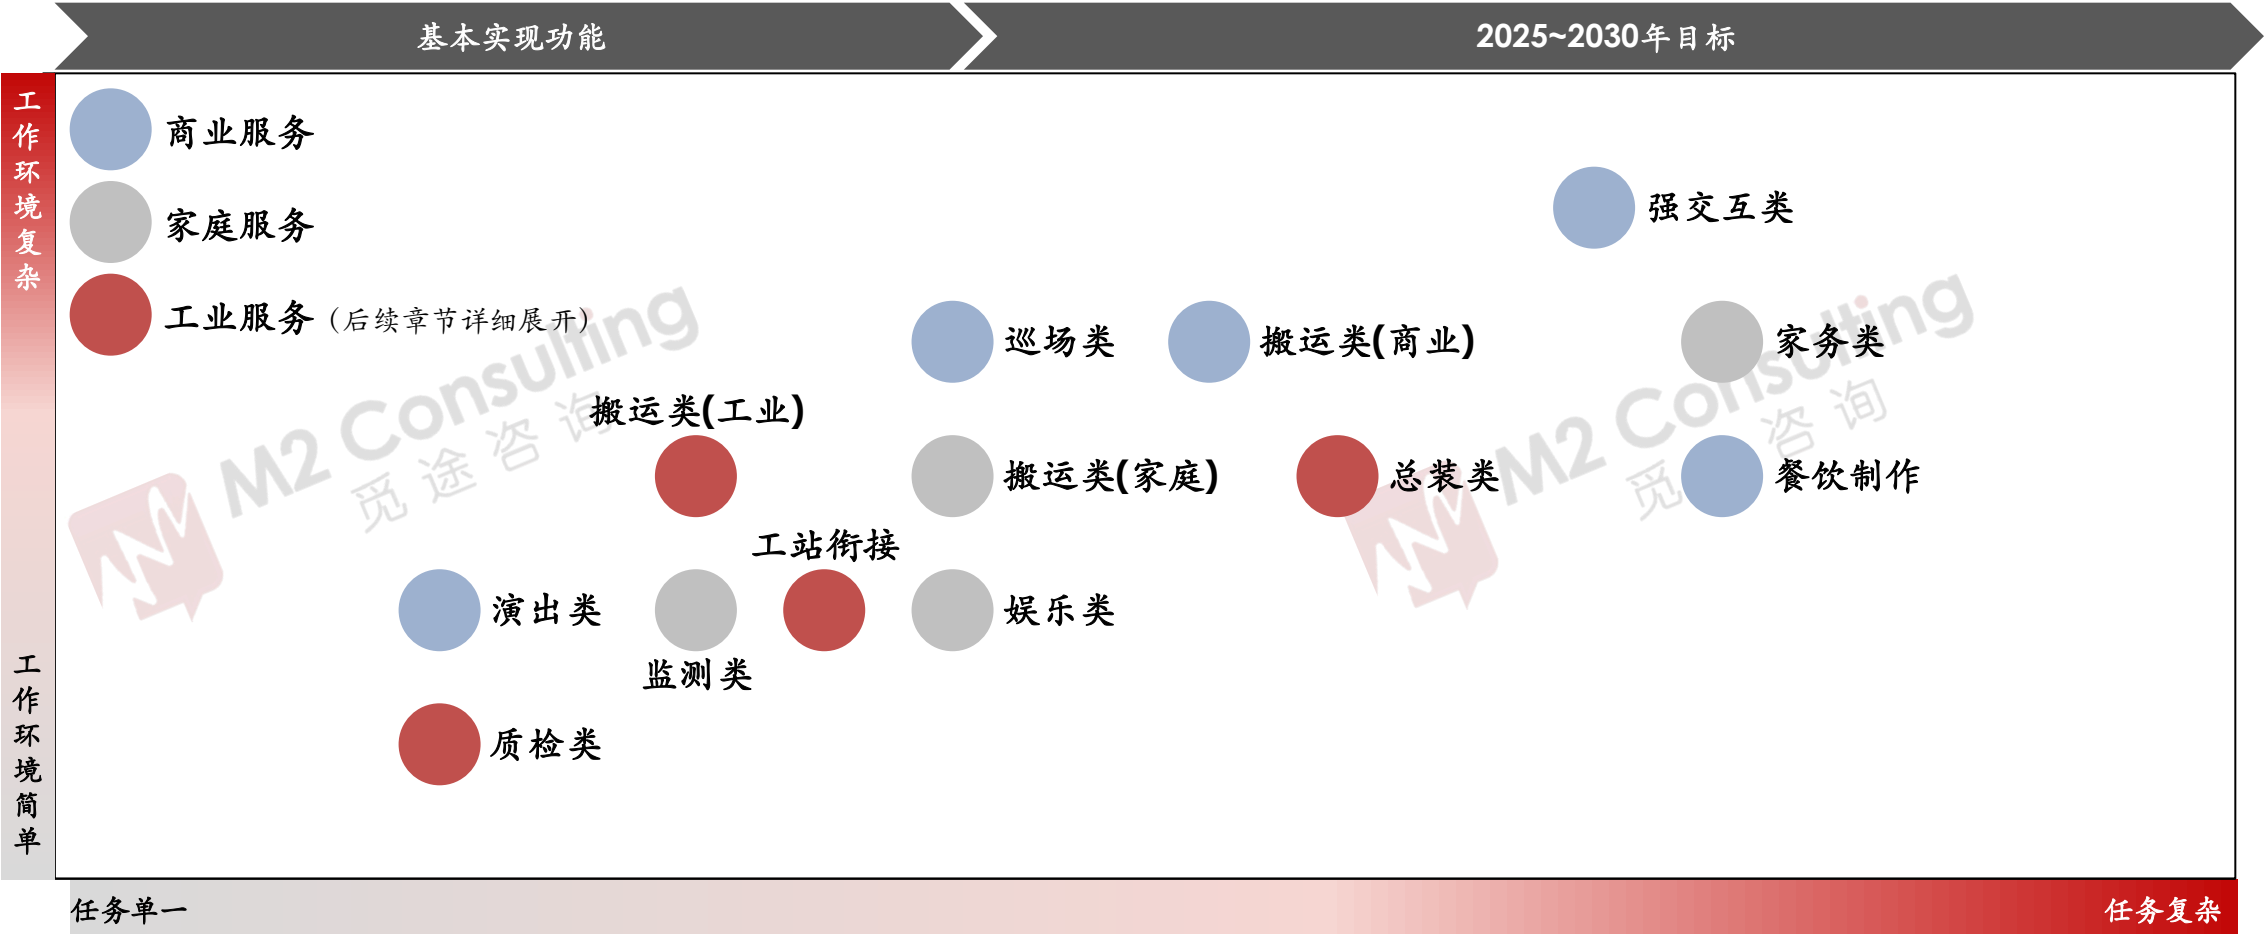 基本实现功能
2025~2030年目标
工作环境复杂
商业服务
家庭服务
工业服务（后续章节详细展开）
强交互类
巡场类
搬运类(商业)
家务类
搬运类(工业)
搬运类(家庭)
总装类
餐饮制作
工站衔接
演出类
娱乐类
监测类
质检类
工作环境简单
任务单一
任务复杂
M2 Consulting
觅途咨询
M2 Consulting
觅途咨询